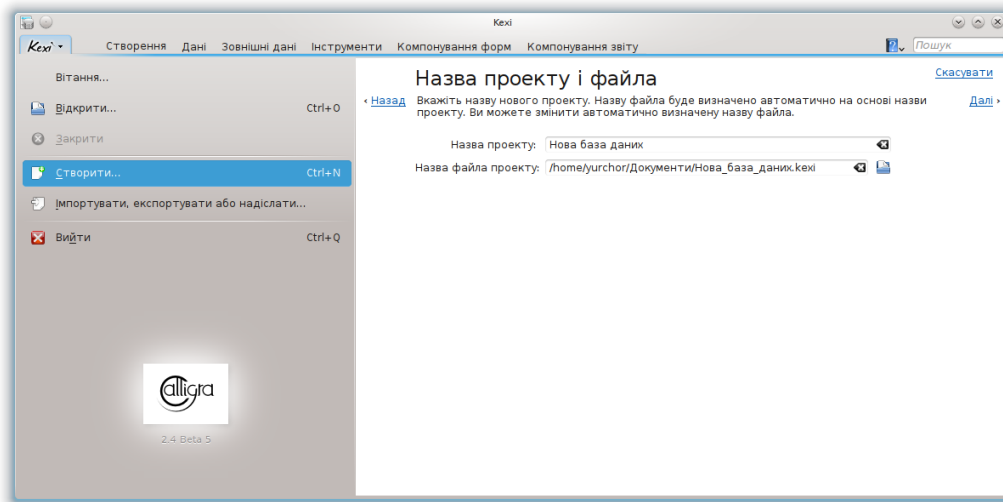 Kexi
Kexi Створення Дані Зовнішні дані Інструменти Компонування форм Компонування звіту Пошук
Вітання...
Відкрити... Ctrl+O
Закрити
Створити... Ctrl+N
Імпортувати, експортувати або надіслати...
Вийти Ctrl+Q
Calligra
2.4 Beta 5
Назва проекту і файла
Скасувати
‹ Назад
Вкажіть назву нового проекту. Назву файла буде визначено автоматично на основі назви
проекту. Ви можете змінити автоматично визначену назву файла.
Далі ›
Назва проекту: Нова база даних
Назва файла проекту: /home/yurchor/Документи/Нова_база_даних.kexi